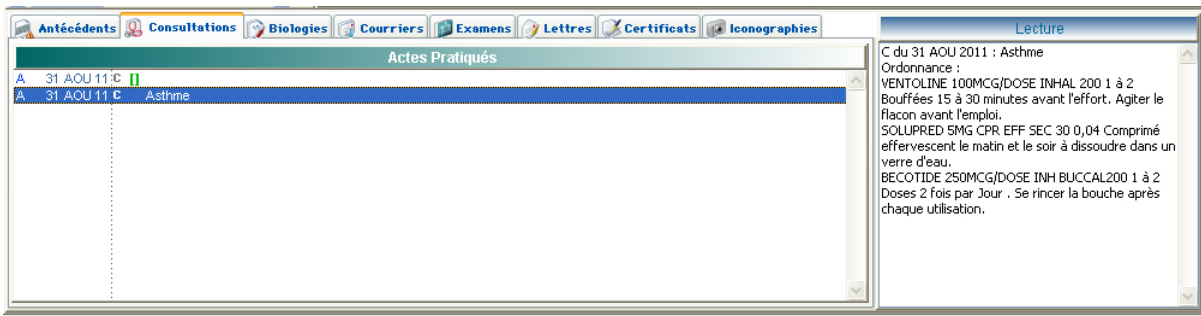 Antécédents Consultations Biologies Courriers Examens Lettres Certificats Iconographies
Actes Pratiqués
A 31 AOU 11 C []
A 31 AOU 11 C Asthme
Lecture
C du 31 AOU 2011 : Asthme
Ordonnance :
VENTOLINE 100MCG/DOSE INHAL 200 1 à 2
Bouffées 15 à 30 minutes avant l'effort. Agiter le
flacon avant l'emploi.
SOLUPRED 5MG CPR EFF SEC 30 0,04 Comprimé
effervescent le matin et le soir à dissoudre dans un
verre d'eau.
BECOTIDE 250MCG/DOSE INH BUCCAL200 1 à 2
Doses 2 fois par Jour . Se rincer la bouche après
chaque utilisation.